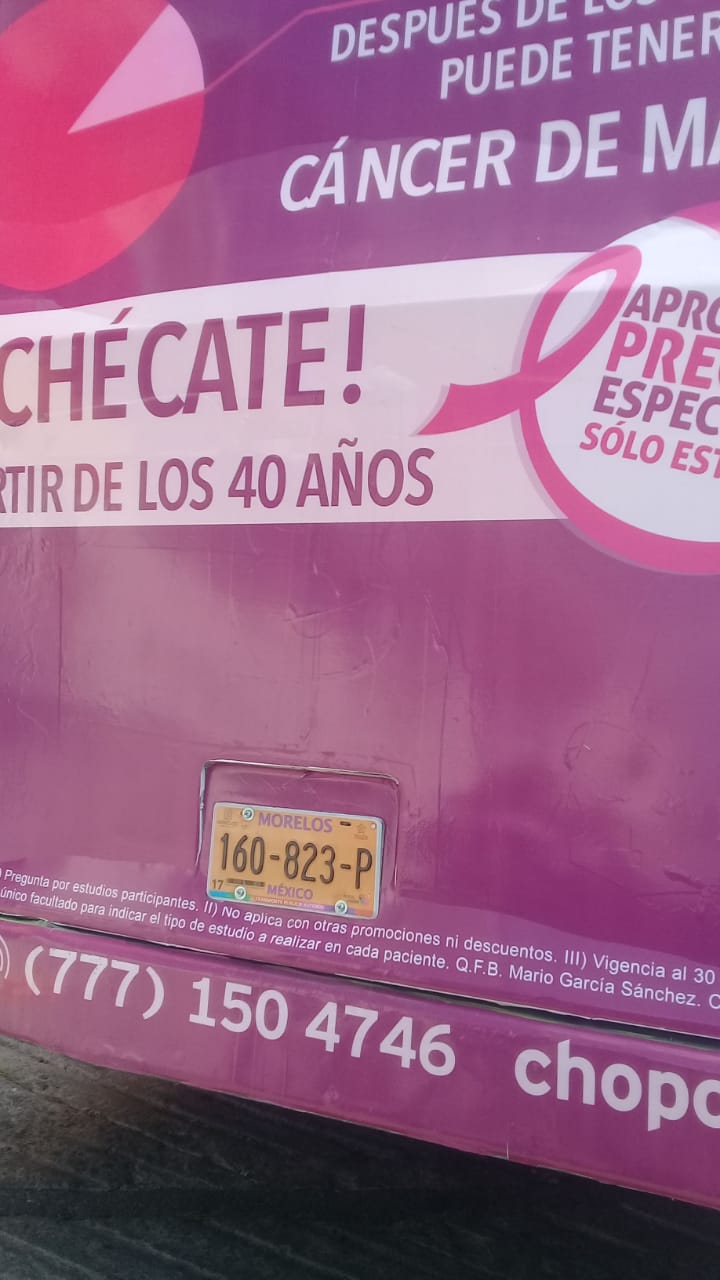 DESPUÉS DE LOS
PUEDE TENER
CÁNCER DE MA
CHÉCATE!
RTIR DE LOS 40 AÑOS
APRO
PREC
ESPEC
SÓLO EST
MORELOS
160-823-P
17
MÉXICO
) Pregunta por estudios participantes. II) No aplica con otras promociones ni descuentos. III) Vigencia al 30
único facultado para indicar el tipo de estudio a realizar en cada paciente. Q.F.B. Mario García Sánchez. C
(777) 150 4746
chopo